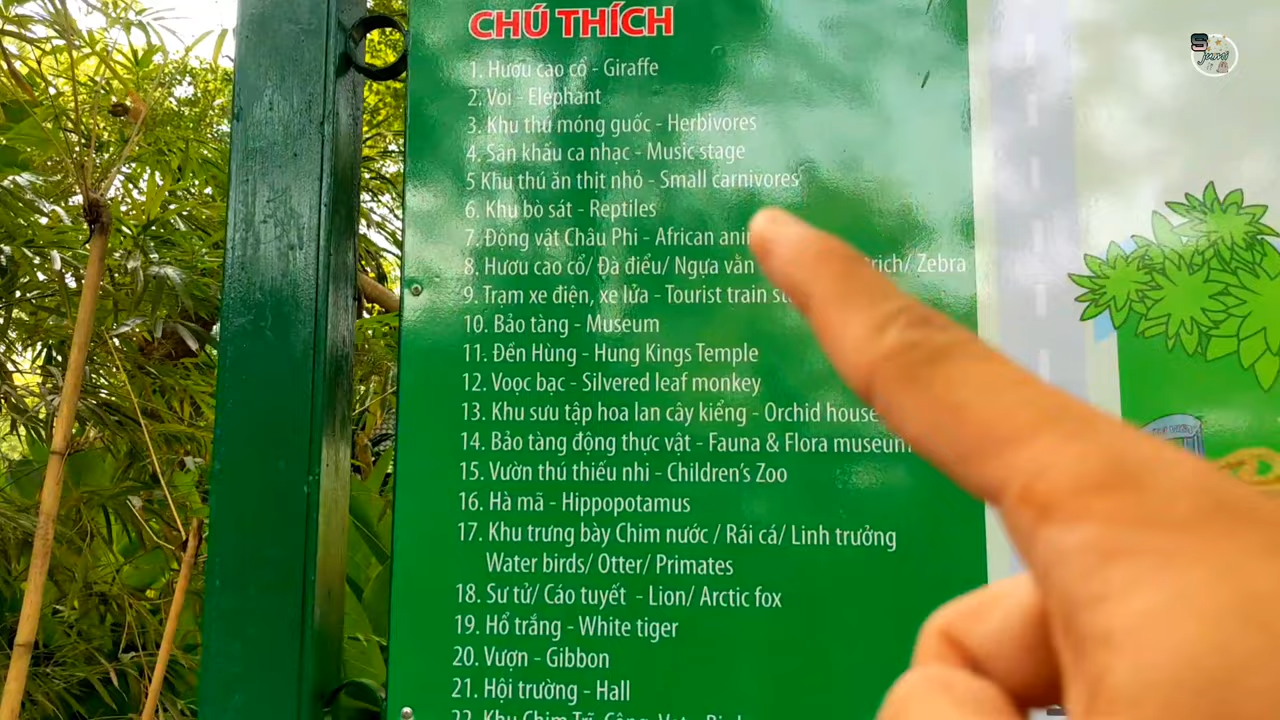 CHÚ THÍCH
1. Hươu cao cổ - Giraffe
2. Voi - Elephant
3. Khu thú móng guốc - Herbivores
4. Sân khấu ca nhạc - Music stage
5 Khu thú ăn thịt nhỏ - Small carnivores
6. Khu bò sát - Reptiles
7. Động vật Châu Phi - African
8. Hươu cao cổ/ Đà điểu/ Ngựa vằn Zebra
9. Trạm xe điện, xe lửa - Tourist train
10. Bảo tàng - Museum
11. Đền Hùng - Hung Kings Temple
12. Voọc bạc - Silvered leaf monkey
13. Khu sưu tập hoa lan cây kiểng - Orchid house
14. Bảo tàng động thực vật - Fauna & Flora museum
15. Vườn thú thiếu nhi - Children's Zoo
16. Hà mã - Hippopotamus
17. Khu trưng bày Chim nước / Rái cá/ Linh trưởng
Water birds/ Otter/ Primates
18. Sư tử/ Cáo tuyết - Lion/ Arctic fox
19. Hổ trắng - White tiger
20. Vượn - Gibbon
21. Hội trường - Hall
22. Khu Chim Trĩ, Công, Vẹt